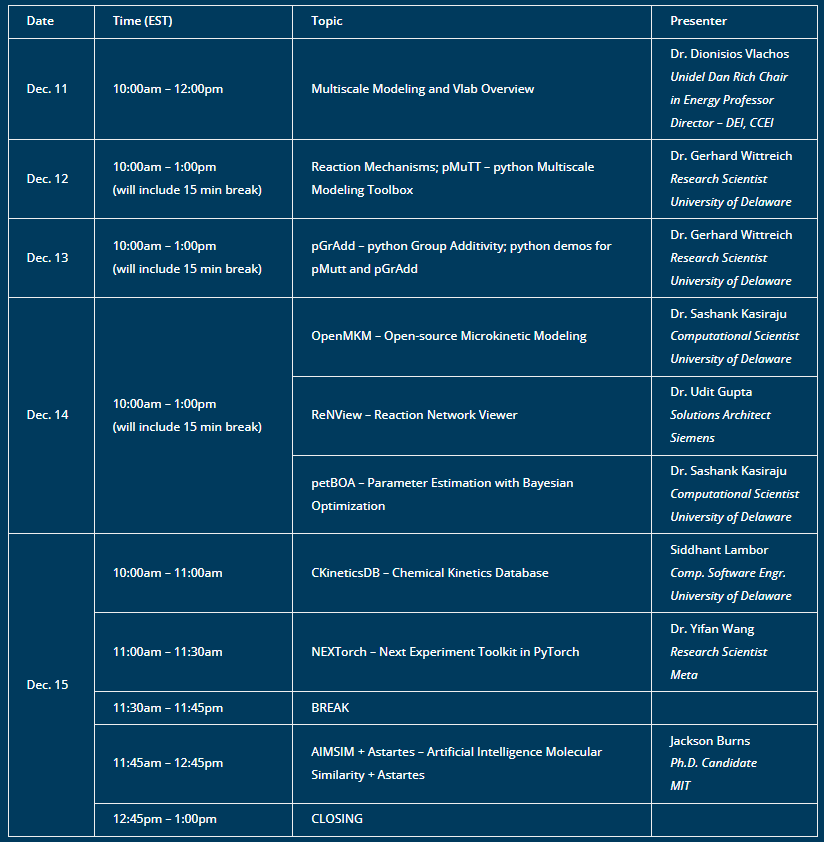 Date Time (EST) Topic Presenter
Dec. 11
10:00am – 12:00pm
Multiscale Modeling and Vlab Overview
Dr. Dionisios Vlachos
Unidel Dan Rich Chair
in Energy Professor
Director – DEI, CCEI
Dec. 12
10:00am – 1:00pm
(will include 15 min break)
Reaction Mechanisms; pMuTT – python Multiscale
Modeling Toolbox
Dr. Gerhard Wittreich
Research Scientist
University of Delaware
Dec. 13
10:00am – 1:00pm
(will include 15 min break)
pGrAdd – python Group Additivity; python demos for
pMutt and pGrAdd
Dr. Gerhard Wittreich
Research Scientist
University of Delaware
Dec. 14
10:00am – 1:00pm
(will include 15 min break)
OpenMKM – Open-source Microkinetic Modeling
Dr. Sashank Kasiraju
Computational Scientist
University of Delaware
ReNView – Reaction Network Viewer
Dr. Udit Gupta
Solutions Architect
Siemens
petBOA – Parameter Estimation with Bayesian
Optimization
Dr. Sashank Kasiraju
Computational Scientist
University of Delaware
Dec. 15
10:00am – 11:00am
CKineticsDB – Chemical Kinetics Database
Siddhant Lambor
Comp. Software Engr.
University of Delaware
11:00am – 11:30am
NEXTorch – Next Experiment Toolkit in PyTorch
Dr. Yifan Wang
Research Scientist
Meta
11:30am – 11:45pm
BREAK
11:45am – 12:45pm
AIMSIM + Astartes – Artificial Intelligence Molecular
Similarity + Astartes
Jackson Burns
Ph.D. Candidate
MIT
12:45pm – 1:00pm
CLOSING